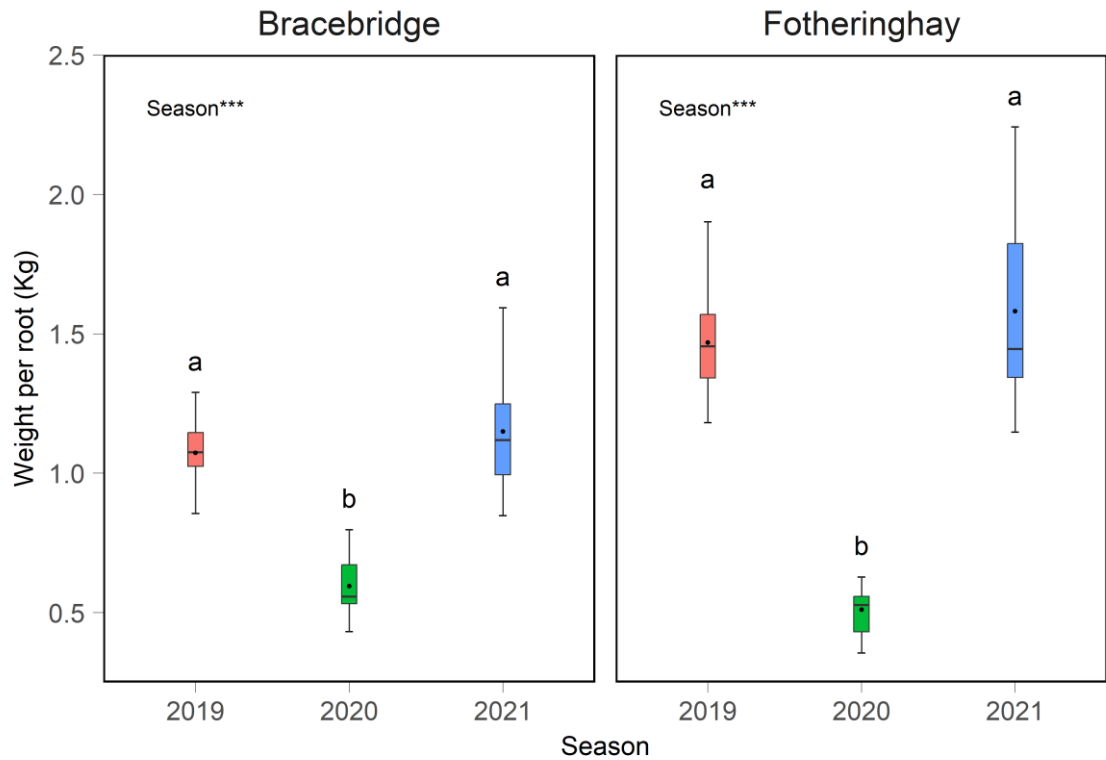 Bracebridge
Fotheringhay
Weight per root (Kg)
2.5
2.0
1.5
1.0
0.5
Season***
a
b
a
2019
2020
2021
Season***
a
b
a
2019
2020
2021
Season